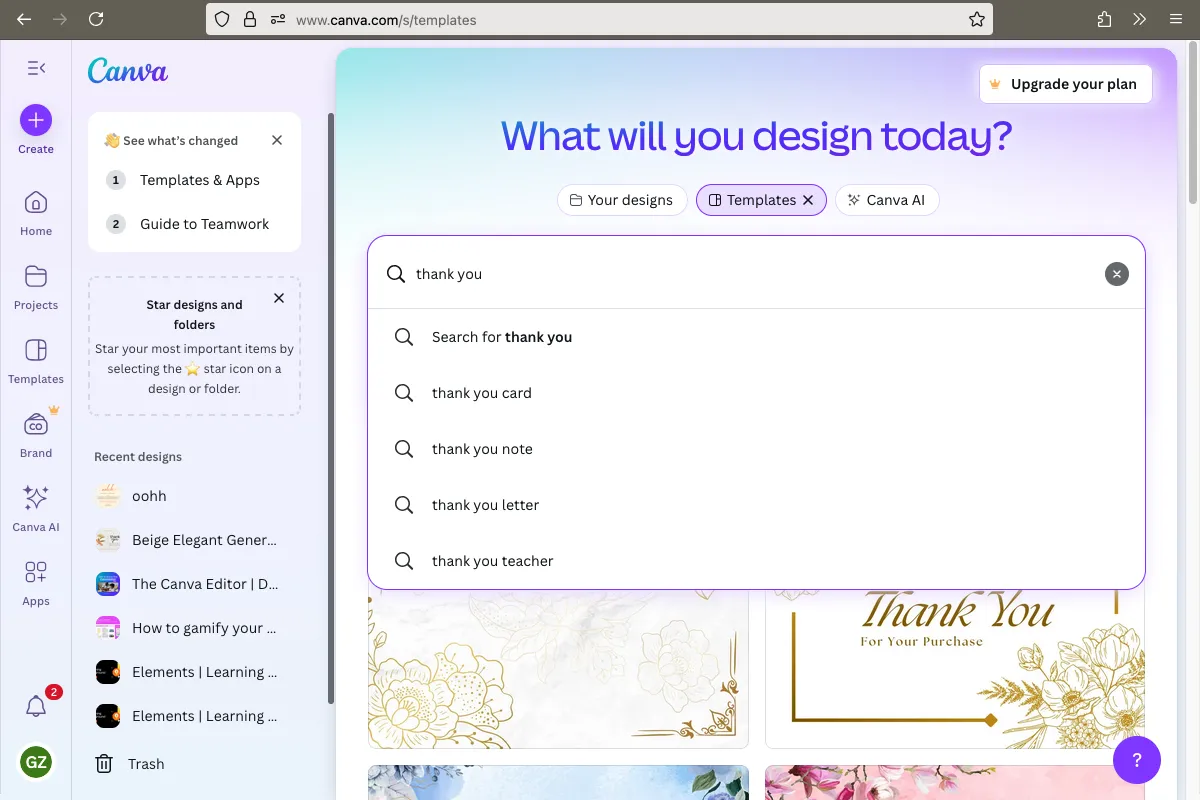 www.canva.com/s/templates
Canva
Upgrade your plan
Create
Home
Projects
Templates
Brand
Canva AI
Apps
2
GZ
See what's changed
1 Templates & Apps
2 Guide to Teamwork
Star designs and
folders
Star your most important items by
selecting the ⭐ star icon on a
design or folder.
Recent designs
oohh
Beige Elegant Gener...
The Canva Editor | D...
How to gamify your ...
Elements | Learning ...
Elements | Learning ...
Trash
What will you design today?
Your designs
Templates
Canva AI
thank you
Search for thank you
thank you card
thank you note
thank you letter
thank you teacher
Thank You
For Your Purchase
?